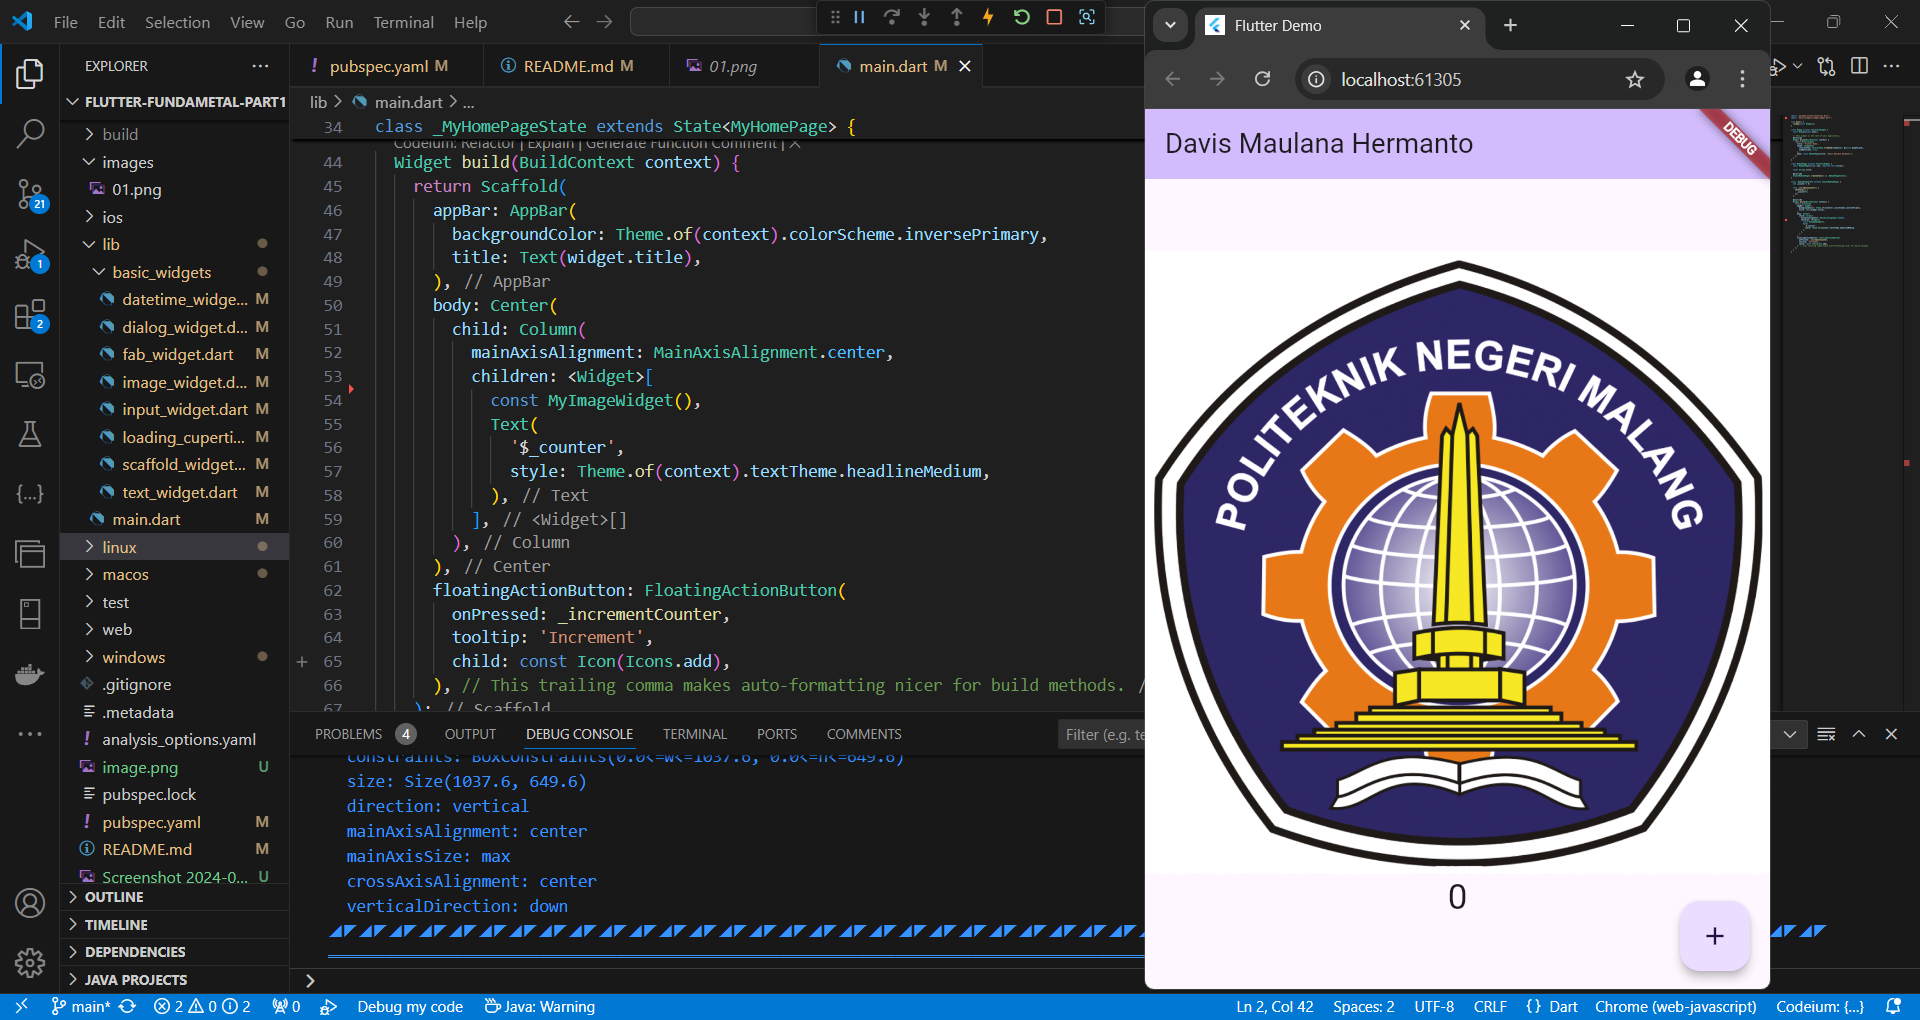 File Edit Selection View Go Run Terminal Help
EXPLORER
FLUTTER-FUNDAMETAL-PART1
build
images
01.png
ios
lib
basic_widgets
datetime_widge... M
dialog_widget.d... M
fab_widget.dart M
image_widget.d... M
input_widget.dart M
loading_cuperti... M
scaffold_widget... M
text_widget.dart M
main.dart M
linux
macos
test
web
windows
.gitignore
.metadata
analysis_options.yaml
image.png U
pubspec.lock
pubspec.yaml M
README.md M
Screenshot 2024-0... U
OUTLINE
TIMELINE
DEPENDENCIES
JAVA PROJECTS
21
1
2
pubspec.yaml M README.md M 01.png main.dart M
lib > main.dart > ...
34 class _MyHomePageState extends State<MyHomePage> {
Codeium: Refactor | Explain | Generate Function Comment | X
44 Widget build(BuildContext context) {
45 return Scaffold(
46 appBar: AppBar(
47 backgroundColor: Theme.of(context).colorScheme.inversePrimary,
48 title: Text(widget.title),
49 ), // AppBar
50 body: Center(
51 child: Column(
52 mainAxisAlignment: MainAxisAlignment.center,
53 children: <Widget>[
54 const MyImageWidget(),
55 Text(
56 '$_counter',
57 style: Theme.of(context).textTheme.headlineMedium,
58 ), // Text
59 ], // <Widget>[]
60 ), // Column
61 ), // Center
62 floatingActionButton: FloatingActionButton(
63 onPressed: _incrementCounter,
64 tooltip: 'Increment',
65 child: const Icon(Icons.add),
66 ), // This trailing comma makes auto-formatting nicer for build methods. /
67 ); // Scaffold
PROBLEMS 4 OUTPUT DEBUG CONSOLE TERMINAL PORTS COMMENTS
Filter (e.g. te
constraints: BoxConstraints(0.0<=w<=1037.6, 0.0<=h<=649.6)
size: Size(1037.6, 649.6)
direction: vertical
mainAxisAlignment: center
mainAxisSize: max
crossAxisAlignment: center
verticalDirection: down
Flutter Demo
localhost:61305
Davis Maulana Hermanto
DEBUG
POLITEKNIK NEGERI MALANG
0
+
main* 2 0 2 0 Debug my code Java: Warning
Ln 2, Col 42 Spaces: 2 UTF-8 CRLF {} Dart Chrome (web-javascript) Codeium: {...}